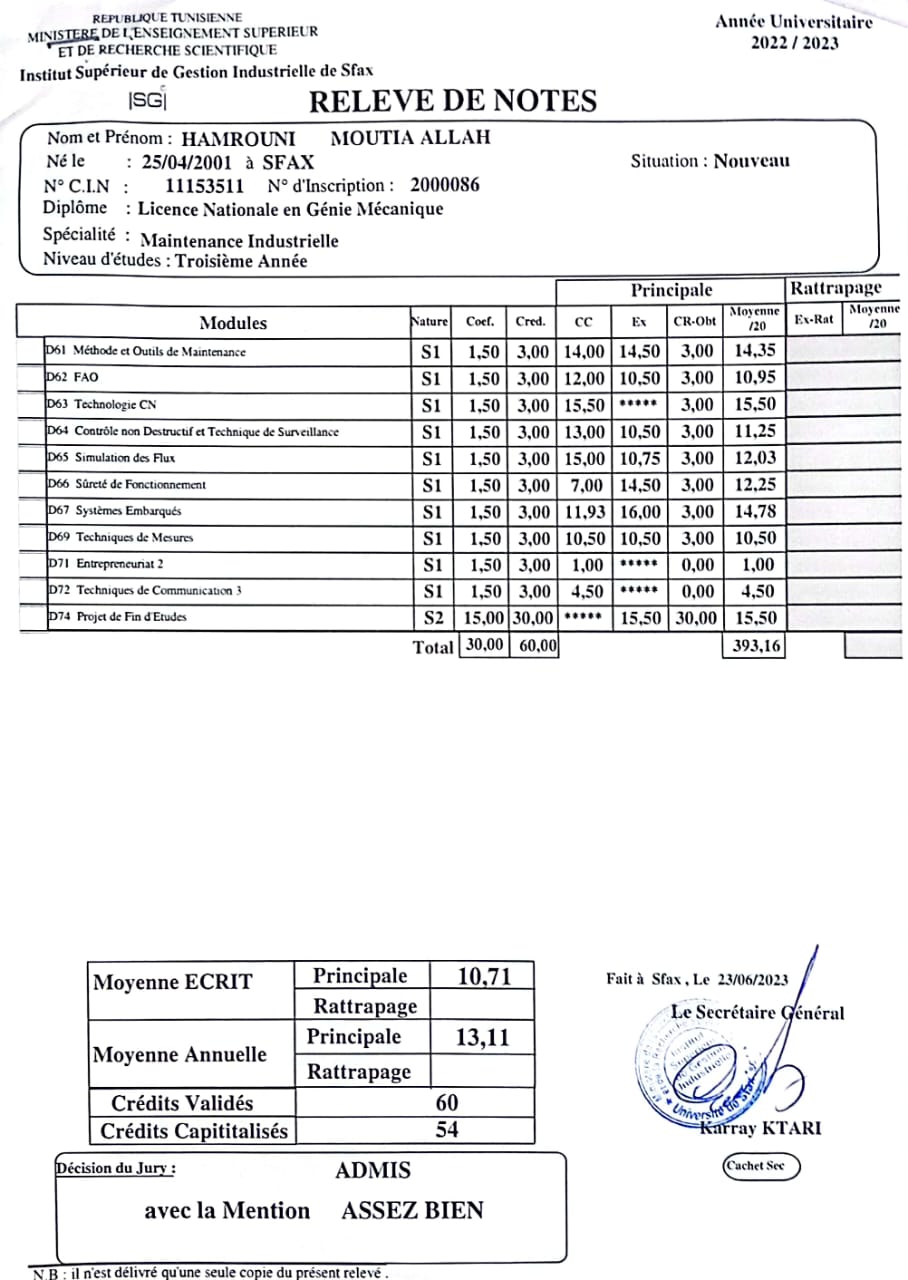 REPUBLIQUE TUNISIENNE
MINISTERE DE L'ENSEIGNEMENT SUPERIEUR
ET DE RECHERCHE SCIENTIFIQUE
Institut Supérieur de Gestion Industrielle de Sfax
Année Universitaire
2022 / 2023
ISGI
RELEVE DE NOTES
Nom et Prénom : HAMROUNI MOUTIA ALLAH
Né le : 25/04/2001 à SFAX Situation : Nouveau
N° C.I.N : 11153511 N° d'Inscription : 2000086
Diplôme : Licence Nationale en Génie Mécanique
Spécialité : Maintenance Industrielle
Niveau d'études : Troisième Année
Principale Rattrapage
Modules Nature Coef. Cred. CC Ex CR-Obt Moyenne /20 Ex-Rat Moyenne /20
D61 Méthode et Outils de Maintenance S1 1,50 3,00 14,00 14,50 3,00 14,35
D62 FAO S1 1,50 3,00 12,00 10,50 3,00 10,95
D63 Technologie CN S1 1,50 3,00 15,50 ***** 3,00 15,50
D64 Contrôle non Destructif et Technique de Surveillance S1 1,50 3,00 13,00 10,50 3,00 11,25
D65 Simulation des Flux S1 1,50 3,00 15,00 10,75 3,00 12,03
D66 Sûreté de Fonctionnement S1 1,50 3,00 7,00 14,50 3,00 12,25
D67 Systèmes Embarqués S1 1,50 3,00 11,93 16,00 3,00 14,78
D69 Techniques de Mesures S1 1,50 3,00 10,50 10,50 3,00 10,50
D71 Entrepreneuriat 2 S1 1,50 3,00 1,00 ***** 0,00 1,00
D72 Techniques de Communication 3 S1 1,50 3,00 4,50 ***** 0,00 4,50
D74 Projet de Fin d'Etudes S2 15,00 30,00 ***** 15,50 30,00 15,50
Total 30,00 60,00 393,16
Moyenne ECRIT Principale 10,71
Rattrapage
Moyenne Annuelle Principale 13,11
Rattrapage
Crédits Validés 60
Crédits Capititalisés 54
Fait à Sfax , Le 23/06/2023
Le Secrétaire Général
Institut Supérieur de Gestion Industrielle
Université de Sfax
Karray KTARI
Cachet Sec
Décision du Jury : ADMIS
avec la Mention ASSEZ BIEN
N.B : il n'est délivré qu'une seule copie du présent relevé .